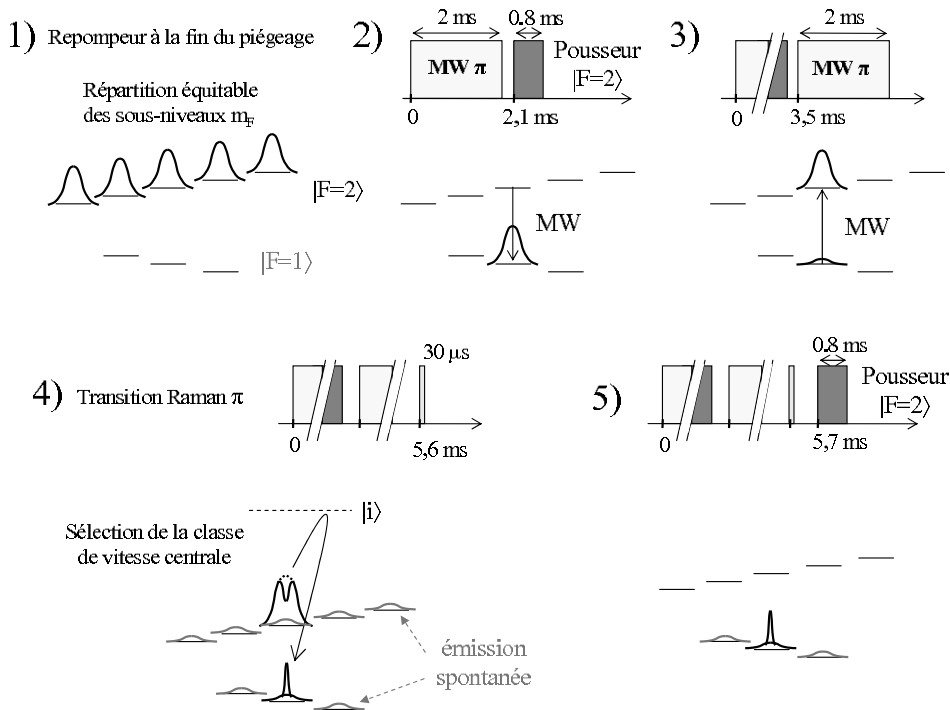 1) Repompeur à la fin du piégeage
Répartition équitable
des sous-niveaux m_F
|F=2⟩
|F=1⟩
2)
2 ms
0.8 ms
MW π
Pousseur
|F=2⟩
0
2,1 ms
MW
3)
2 ms
MW π
0
3,5 ms
MW
4) Transition Raman π
30 µs
0
5,6 ms
|i⟩
Sélection de la classe
de vitesse centrale
émission
spontanée
5)
0.8 ms
Pousseur
|F=2⟩
0
5,7 ms